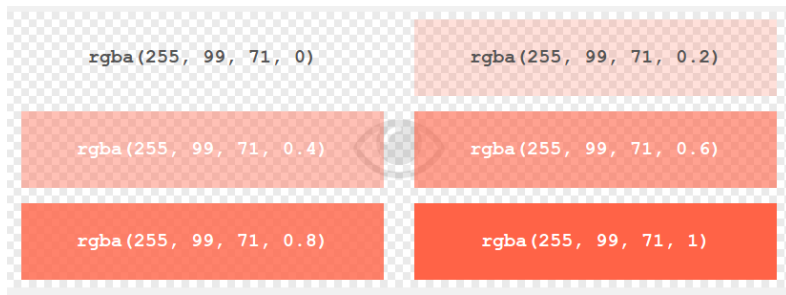 rgba(255, 99, 71, 0)
rgba(255, 99, 71, 0.2)
rgba(255, 99, 71, 0.4)
rgba(255, 99, 71, 0.6)
rgba(255, 99, 71, 0.8)
rgba(255, 99, 71, 1)